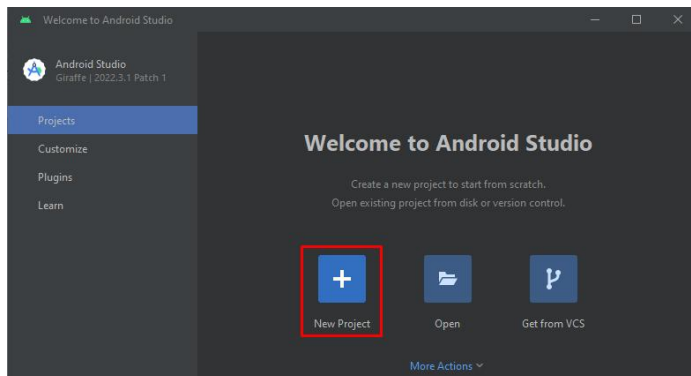 Welcome to Android Studio
Android Studio
Giraffe | 2022.3.1 Patch 1
Projects
Customize
Plugins
Learn
Welcome to Android Studio
Create a new project to start from scratch.
Open existing project from disk or version control.
New Project
Open
Get from VCS
More Actions